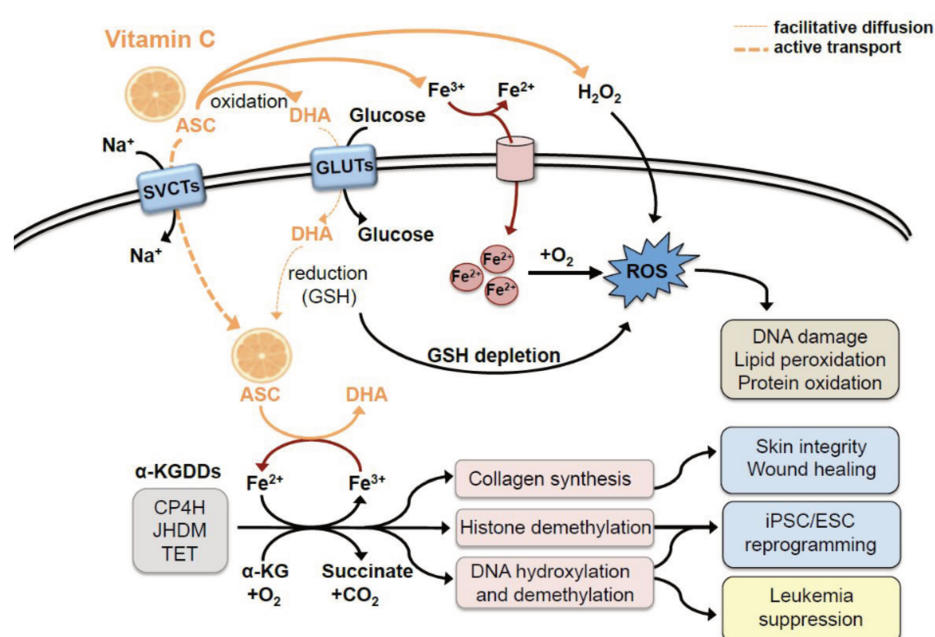 facilitative diffusion
active transport
Vitamin C
oxidation
ASC
DHA
Glucose
Fe³⁺
Fe²⁺
H₂O₂
Na⁺
SVCTs
GLUTs
Na⁺
DHA
Glucose
reduction
(GSH)
Fe²⁺
Fe²⁺
Fe²⁺
+O₂
ROS
GSH depletion
DNA damage
Lipid peroxidation
Protein oxidation
ASC
DHA
α-KGDDs
CP4H
JHDM
TET
Fe²⁺
Fe³⁺
α-KG
+O₂
Succinate
+CO₂
Collagen synthesis
Histone demethylation
DNA hydroxylation
and demethylation
Skin integrity
Wound healing
iPSC/ESC
reprogramming
Leukemia
suppression